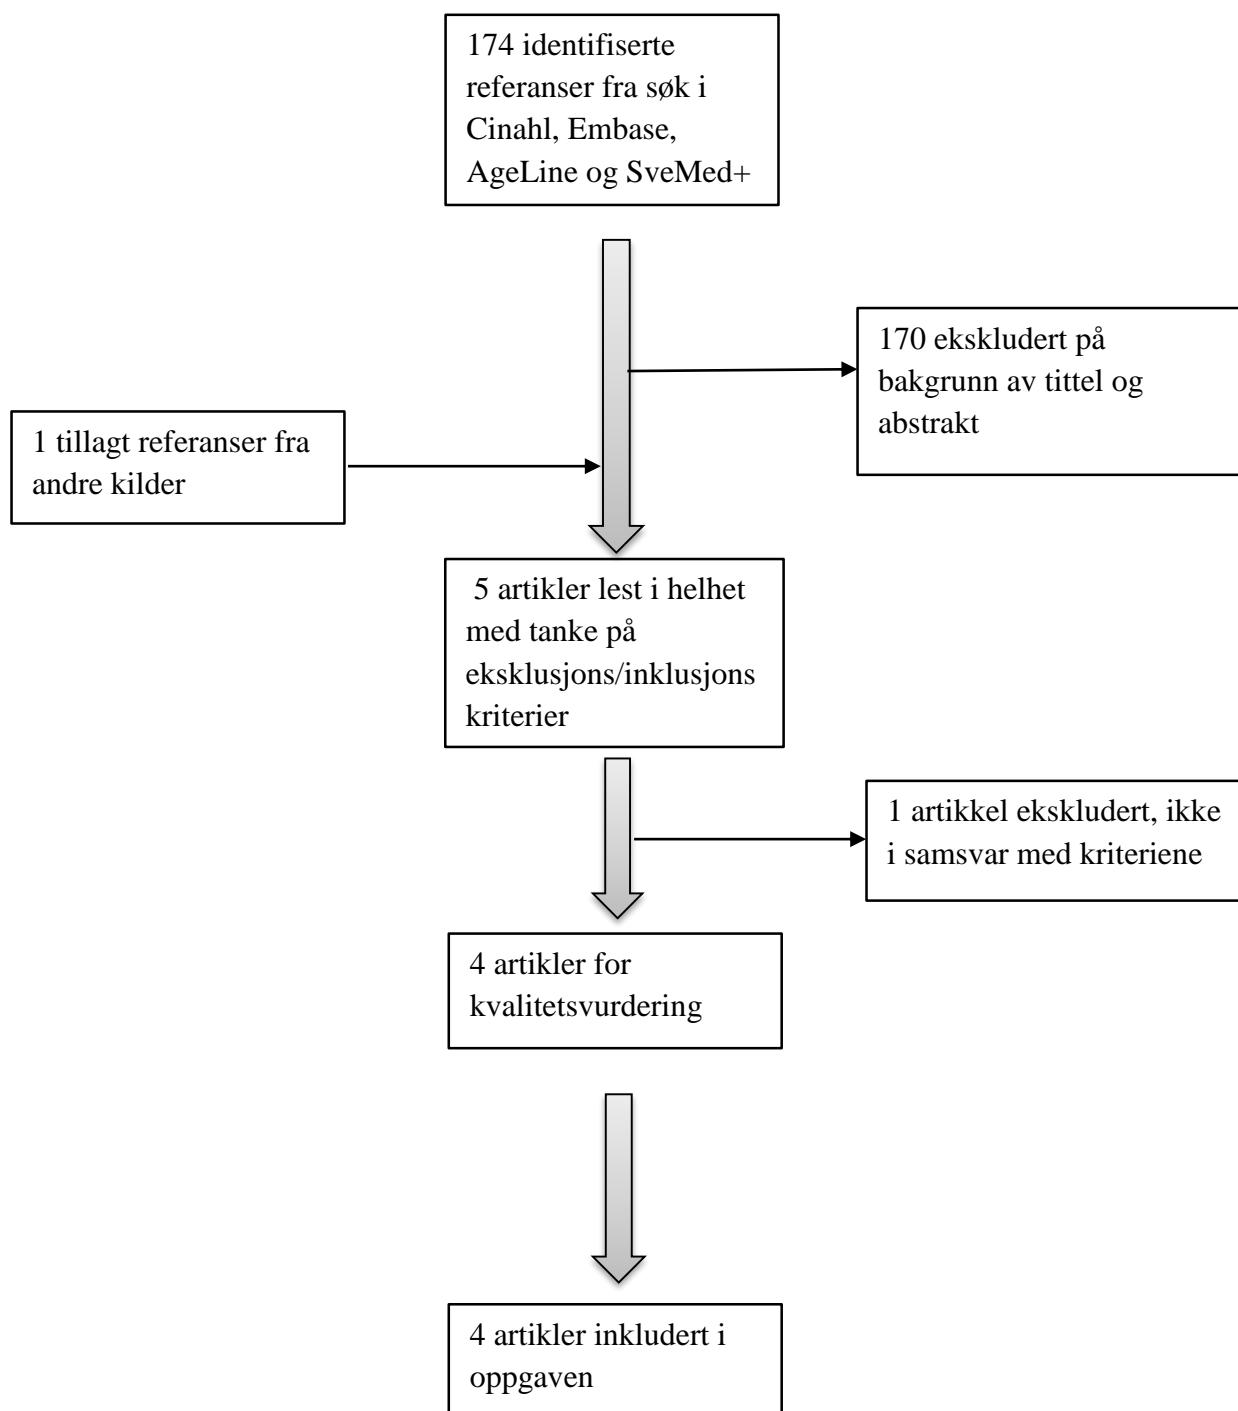 174 identifiserte
referanser fra søk i
Cinahl, Embase,
AgeLine og SveMed+
170 ekskludert på
bakgrunn av tittel og
abstrakt
1 tillagt referanser fra
andre kilder
5 artikler lest i helhet
med tanke på
eksklusjons/inklusjons
kriterier
1 artikkel ekskludert, ikke
i samsvar med kriteriene
4 artikler for
kvalitetsvurdering
4 artikler inkludert i
oppgaven